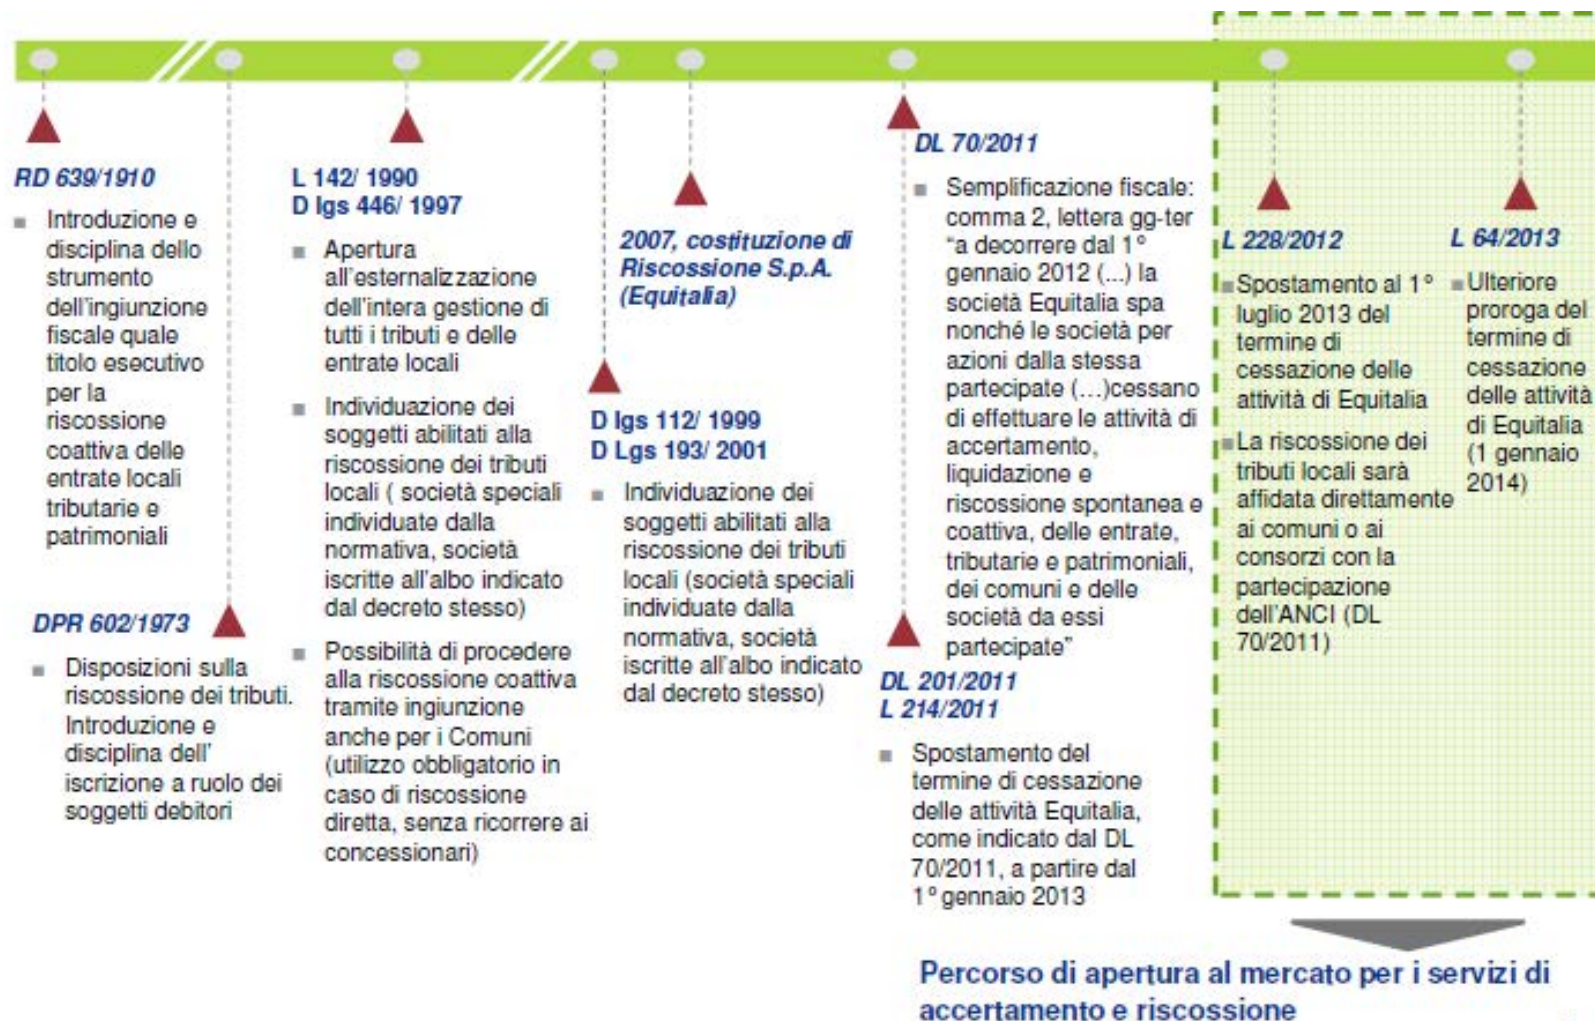 RD 639/1910
■ Introduzione e
disciplina dello
strumento
dell'ingiunzione
fiscale quale
titolo esecutivo
per la
riscossione
coattiva delle
entrate locali
tributarie e
patrimoniali
DPR 602/1973
■ Disposizioni sulla
riscossione dei tributi.
Introduzione e
disciplina dell'
iscrizione a ruolo dei
soggetti debitori
L 142/ 1990
D lgs 446/ 1997
■ Apertura
all'esternalizzazione
dell'intera gestione di
tutti i tributi e delle
entrate locali
■ Individuazione dei
soggetti abilitati alla
riscossione dei tributi
locali ( società speciali
individuate dalla
normativa, società
iscritte all'albo indicato
dal decreto stesso)
■ Possibilità di procedere
alla riscossione coattiva
tramite ingiunzione
anche per i Comuni
(utilizzo obbligatorio in
caso di riscossione
diretta, senza ricorrere ai
concessionari)
2007, costituzione di
Riscossione S.p.A.
(Equitalia)
D lgs 112/ 1999
D Lgs 193/ 2001
■ Individuazione dei
soggetti abilitati alla
riscossione dei tributi
locali (società speciali
individuate dalla
normativa, società
iscritte all'albo indicato
dal decreto stesso)
DL 70/2011
■ Semplificazione fiscale:
comma 2, lettera gg-ter
“a decorrere dal 1°
gennaio 2012 (...) la
società Equitalia spa
nonché le società per
azioni dalla stessa
partecipate (…)cessano
di effettuare le attività di
accertamento,
liquidazione e
riscossione spontanea e
coattiva, delle entrate,
tributarie e patrimoniali,
dei comuni e delle
società da essi
partecipate”
DL 201/2011
L 214/2011
■ Spostamento del
termine di cessazione
delle attività Equitalia,
come indicato dal DL
70/2011, a partire dal
1° gennaio 2013
L 228/2012
■ Spostamento al 1°
luglio 2013 del
termine di
cessazione delle
attività di Equitalia
■ La riscossione dei
tributi locali sarà
affidata direttamente
ai comuni o ai
consorzi con la
partecipazione
dell'ANCI (DL
70/2011)
L 64/2013
■ Ulteriore
proroga del
termine di
cessazione
delle attività
di Equitalia
(1 gennaio
2014)
Percorso di apertura al mercato per i servizi di
accertamento e riscossione